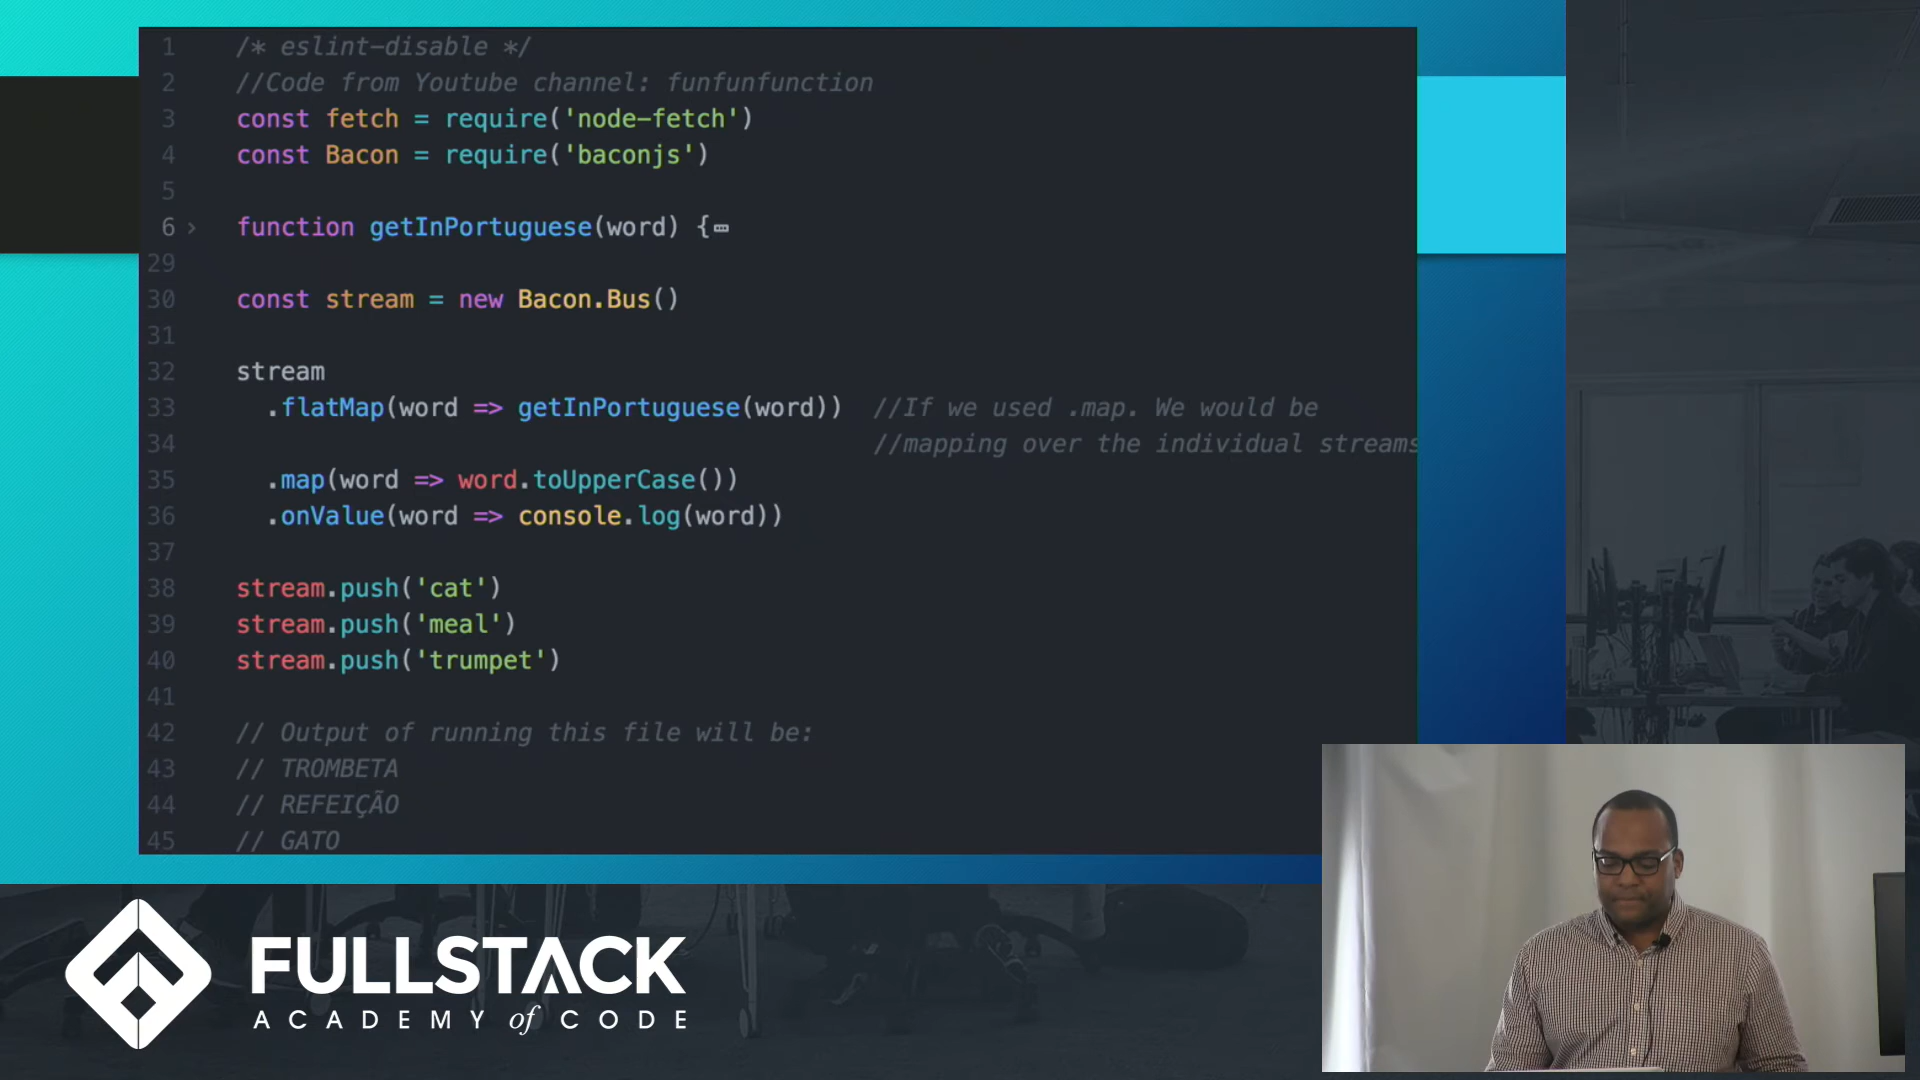 1 /* eslint-disable */
2 //Code from Youtube channel: funfunfunction
3 const fetch = require('node-fetch')
4 const Bacon = require('baconjs')
5
6 > function getInPortuguese(word) {
29
30 const stream = new Bacon.Bus()
31
32 stream
33 .flatMap(word => getInPortuguese(word)) //If we used .map. We would be
34 //mapping over the individual streams
35 .map(word => word.toUpperCase())
36 .onValue(word => console.log(word))
37
38 stream.push('cat')
39 stream.push('meal')
40 stream.push('trumpet')
41
42 // Output of running this file will be:
43 // TROMBETA
44 // REFEIÇÃO
45 // GATO
FULLSTACK
ACADEMY of CODE